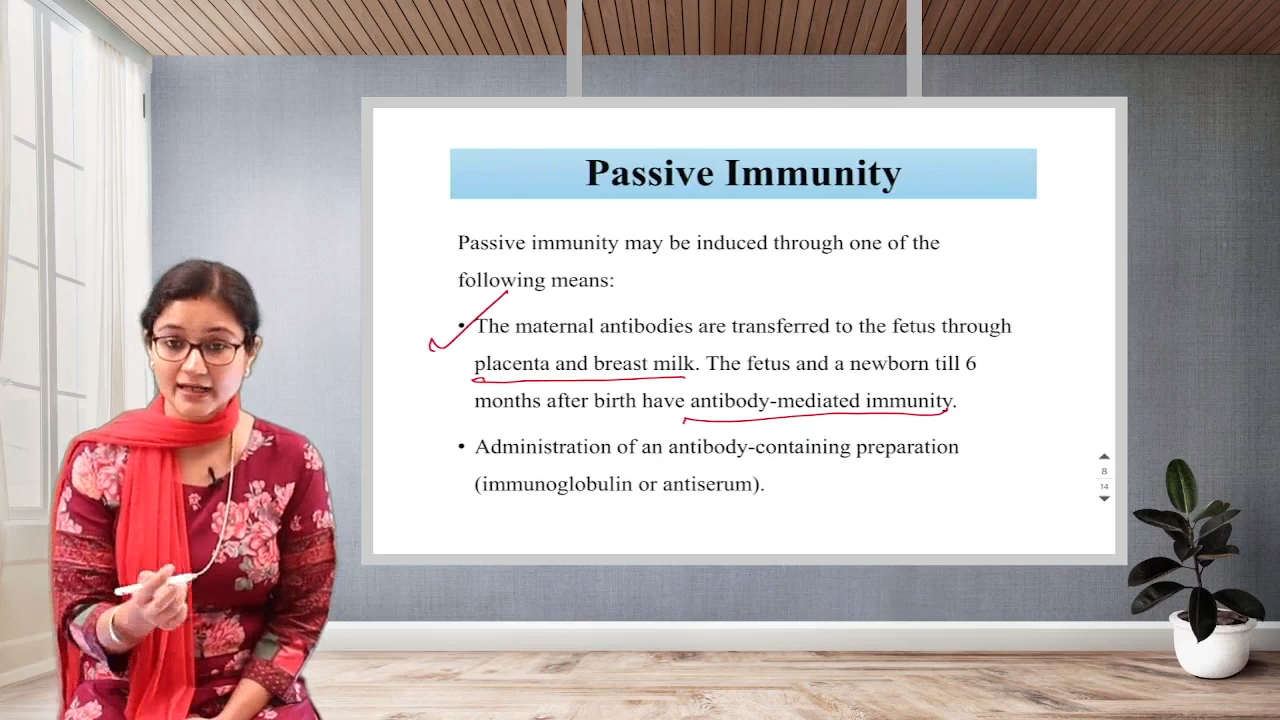 Passive Immunity
Passive immunity may be induced through one of the
following means:
• The maternal antibodies are transferred to the fetus through
placenta and breast milk. The fetus and a newborn till 6
months after birth have antibody-mediated immunity.
• Administration of an antibody-containing preparation
(immunoglobulin or antiserum).
8
14